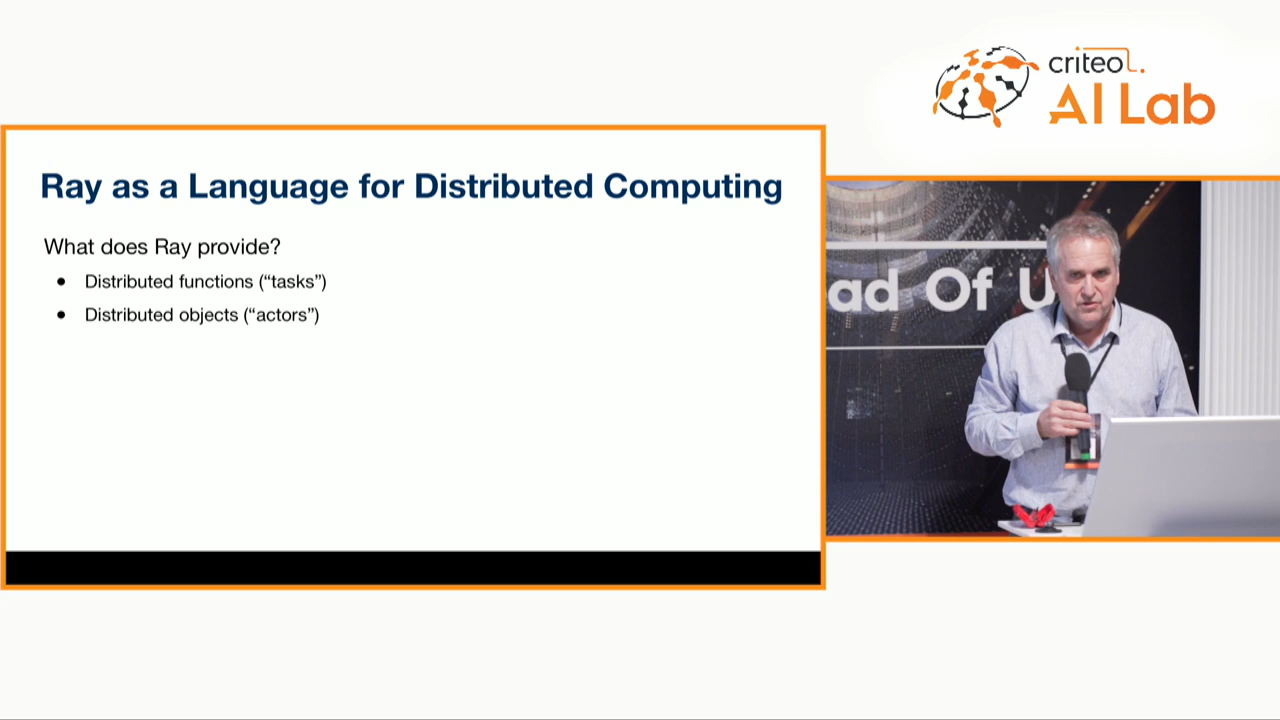 criteo
AI Lab
Ray as a Language for Distributed Computing
What does Ray provide?
● Distributed functions (“tasks”)
● Distributed objects (“actors”)
ad Of U